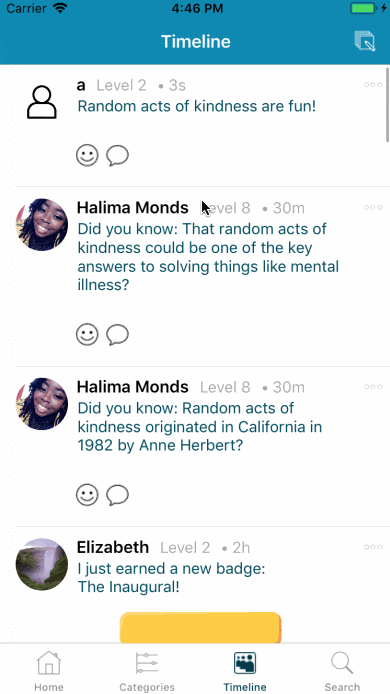 Carrier 4:46 PM
Timeline
a Level 2 • 3s
Random acts of kindness are fun!
Halima Monds Level 8 • 30m
Did you know: That random acts of
kindness could be one of the key
answers to solving things like mental
illness?
Halima Monds Level 8 • 30m
Did you know: Random acts of
kindness originated in California in
1982 by Anne Herbert?
Elizabeth Level 2 • 2h
I just earned a new badge:
The Inaugural!
Home Categories Timeline Search